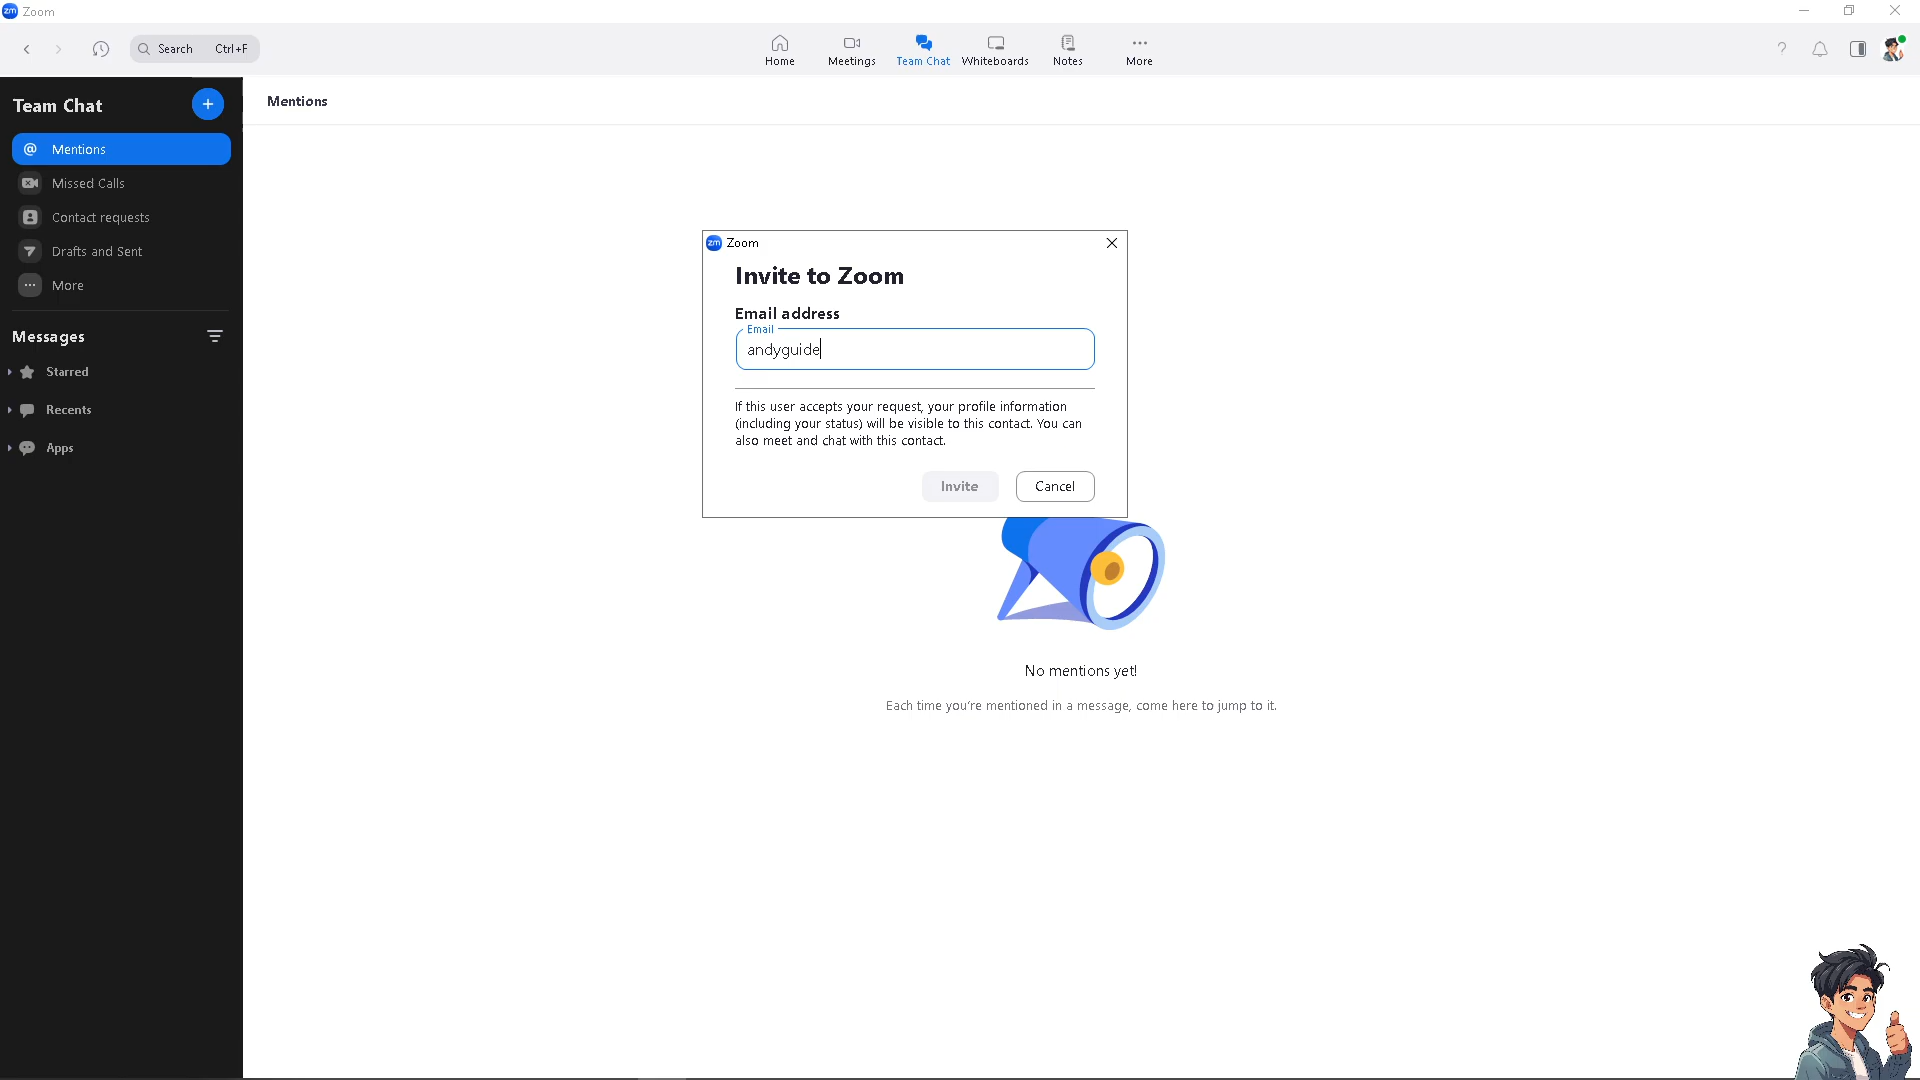 zm Zoom
Search Ctrl+F
Home
Meetings
Team Chat
Whiteboards
Notes
More
Team Chat
Mentions
Missed Calls
Contact requests
Drafts and Sent
More
Messages
Starred
Recents
Apps
Mentions
zm Zoom
Invite to Zoom
Email address
Email
andyguide
If this user accepts your request, your profile information
(including your status) will be visible to this contact. You can
also meet and chat with this contact.
Invite
Cancel
No mentions yet!
Each time you're mentioned in a message, come here to jump to it.